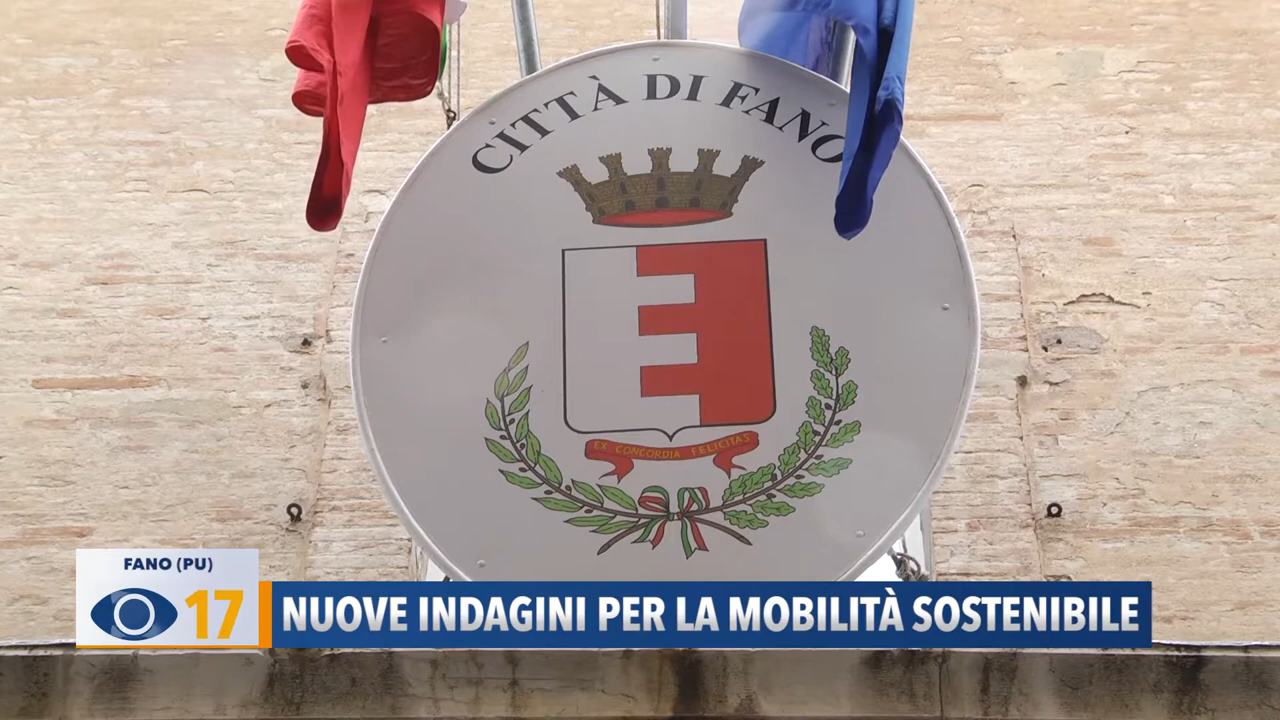 CITTÀ DI FANO
EX CONCORDIA FELICITAS
FANO (PU)
17
NUOVE INDAGINI PER LA MOBILITÀ SOSTENIBILE